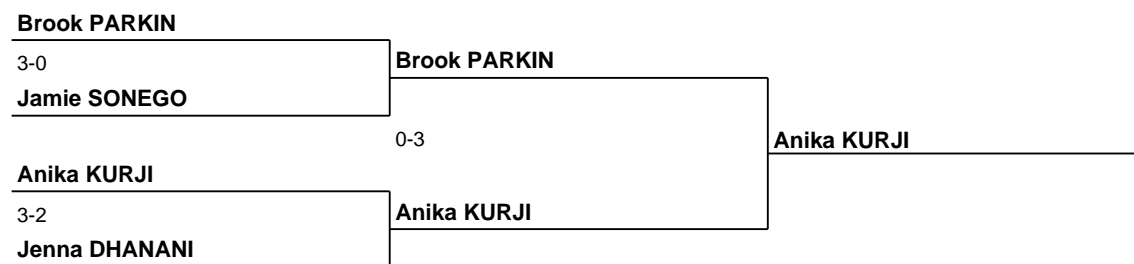 Brook PARKIN
3-0
Brook PARKIN
Jamie SONEGO
0-3
Anika KURJI
Anika KURJI
3-2
Anika KURJI
Jenna DHANANI